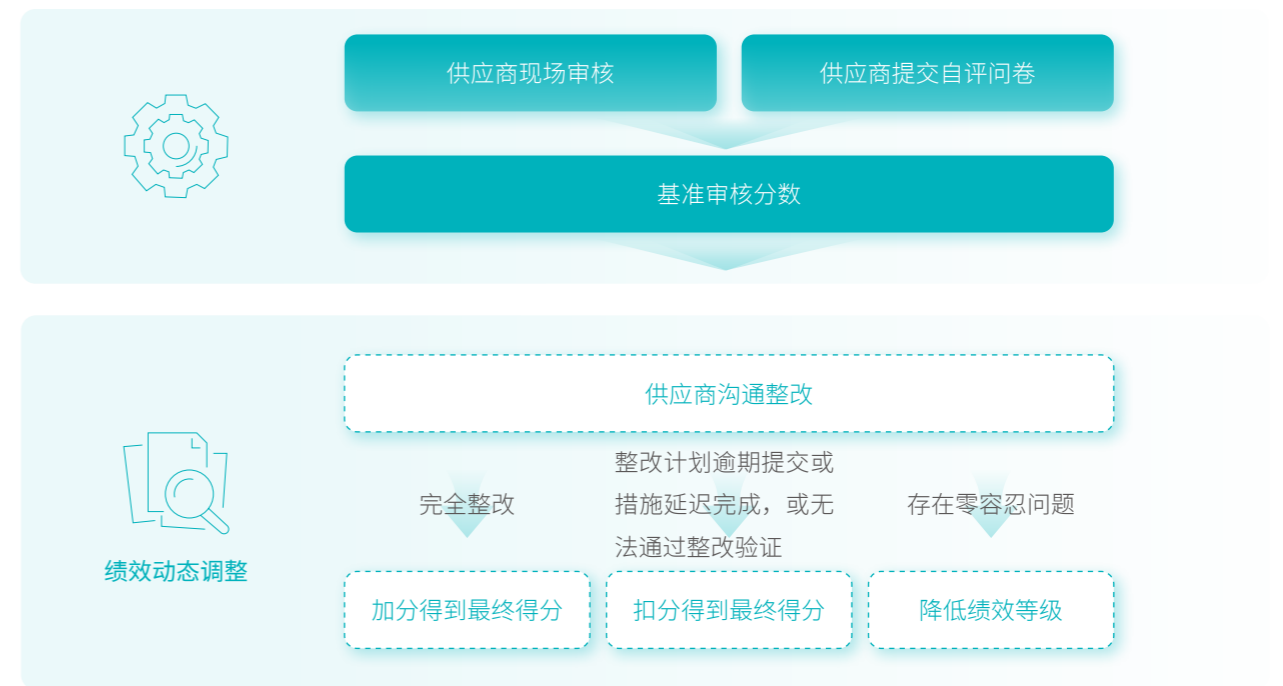 供应商现场审核
供应商提交自评问卷
基准审核分数
供应商沟通整改
完全整改
整改计划逾期提交或
措施延迟完成，或无
法通过整改验证
存在零容忍问题
绩效动态调整
加分得到最终得分
扣分得到最终得分
降低绩效等级